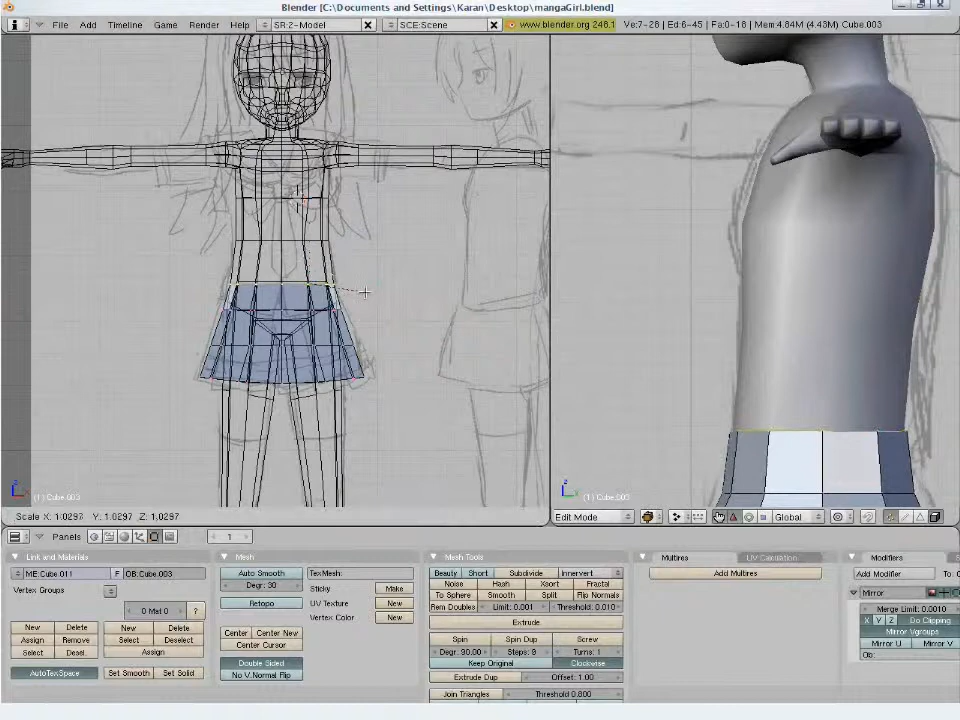 Blender [C:\Documents and Settings\Karan\Desktop\mangaGirl.blend]
File Add Timeline Game Render Help SR:2-Model SCE:Scene www.blender.org 248.1 Ve:7-28 | Ed:6-45 | Fa:0-18 | Mem:4.84M (4.43M) Cube.003
(1) Cube.003
(1) Cube.003
Scale X: 1.0297 Y: 1.0297 Z: 1.0297
Edit Mode Global
Panels 1
Link and Materials Mesh Mesh Tools Multires UV Calculation Modifiers
ME:Cube.011 F OB:Cube.003 Auto Smooth TexMesh: Beauty Short Subdivide Innervert Add Multires Add Modifier To:
Vertex Groups Degr: 30 Sticky Make Noise Hash Xsort Fractal Mirror
0 Mat 0 ? Retopo UV Texture New To Sphere Smooth Split Flip Normals Merge Limit: 0.0010
Vertex Color New Rem Doubles Limit: 0.001 Threshold: 0.010 X Y Z Do Clipping
New Delete New Delete Center Center New Extrude Mirror Vgroups
Assign Remove Select Deselect Center Cursor Spin Spin Dup Screw Mirror U Mirror V
Select Desel. Assign Degr: 90.00 Steps: 9 Turns: 1 Ob:
Double Sided Keep Original Clockwise
AutoTexSpace Set Smooth Set Solid No V.Normal Flip Extrude Dup Offset: 1.00
Join Triangles Threshold 0.800